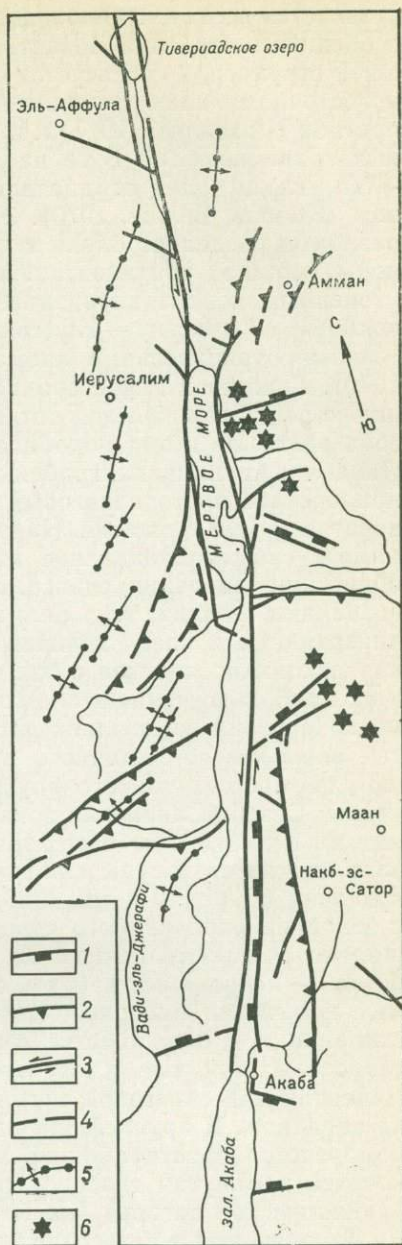 Тивериадское озеро
Эль-Аффула
Амман
С
Ю
Иерусалим
МЕРТВОЕ МОРЕ
Маан
Накб-эс-
Сатор
Вади-эль-Джерафи
Акаба
зал. Акаба
1
2
3
4
5
6